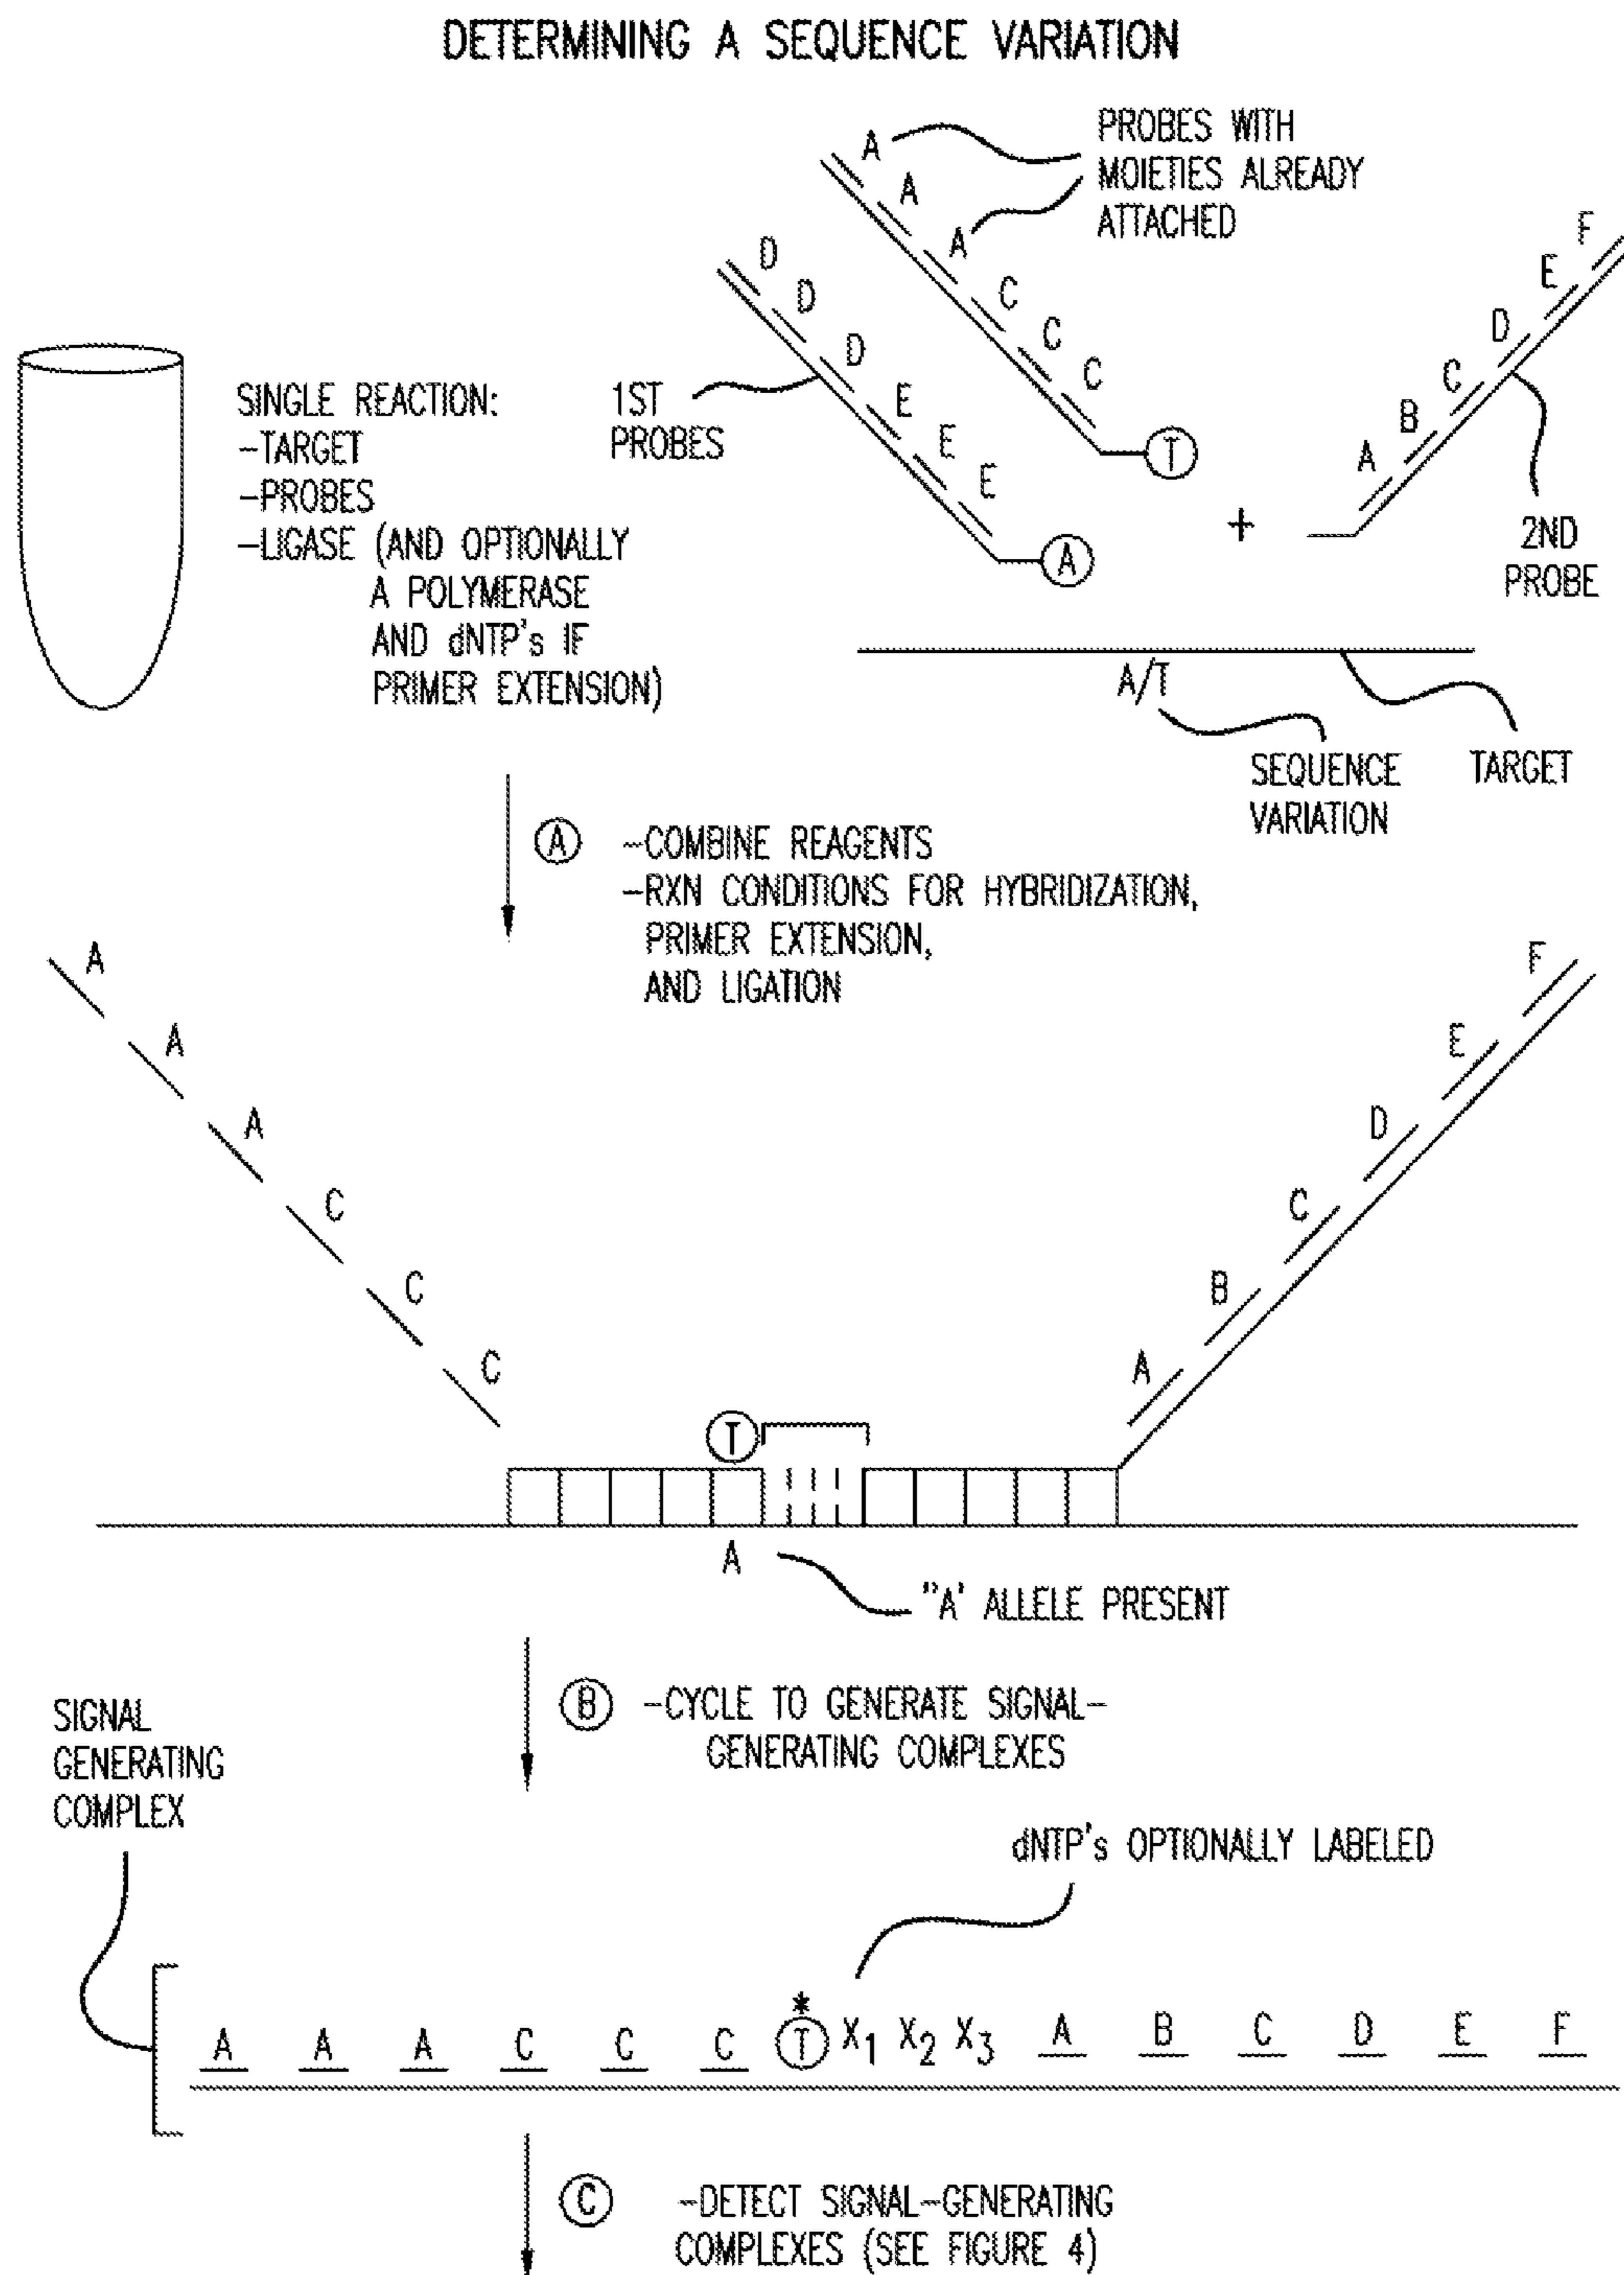 DETERMINING A SEQUENCE VARIATION
PROBES WITH
MOIETIES ALREADY
ATTACHED
A
A
A
C
C
C
T
D
D
D
E
E
E
A
1ST
PROBES
+
A
B
C
D
E
F
2ND
PROBE
SINGLE REACTION:
-TARGET
-PROBES
-LIGASE (AND OPTIONALLY
A POLYMERASE
AND dNTP's IF
PRIMER EXTENSION)
A/T
SEQUENCE
VARIATION
TARGET
A
-COMBINE REAGENTS
-RXN CONDITIONS FOR HYBRIDIZATION,
PRIMER EXTENSION,
AND LIGATION
A
A
A
C
C
C
T
A
B
C
D
E
F
A
"A' ALLELE PRESENT
B
-CYCLE TO GENERATE SIGNAL-
GENERATING COMPLEXES
SIGNAL
GENERATING
COMPLEX
dNTP's OPTIONALLY LABELED
*
A A A C C C T X1 X2 X3 A B C D E F
C
-DETECT SIGNAL-GENERATING
COMPLEXES (SEE FIGURE 4)